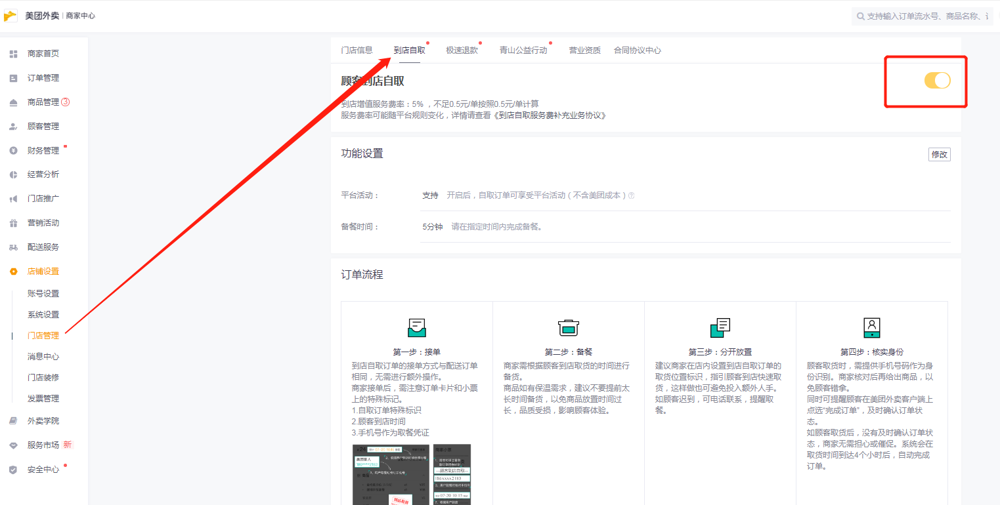 美团外卖 | 商家中心
支持输入订单流水号、商品名称、
商家首页
订单管理
商品管理 3
顾客管理
财务管理
经营分析
门店推广
营销活动
配送服务
店铺设置
账号设置
系统设置
门店管理
消息中心
门店装修
发票管理
外卖学院
服务市场 新
安全中心
门店信息 到店自取 极速退款 青山公益行动 营业资质 合同协议中心
顾客到店自取
到店增值服务费率：5% ，不足0.5元/单按照0.5元/单计算
服务费率可能随平台规则变化，详情请查看《到店自取服务费补充业务协议》
功能设置
修改
平台活动： 支持 开启后，自取订单可享受平台活动（不含美团成本）
备餐时间： 5分钟 请在指定时间内完成备餐。
订单流程
第一步：接单
到店自取订单的接单方式与配送订单
相同，无需进行额外操作。
商家接单后，需注意订单卡片和小票
上的特殊标记。
1.自取订单特殊标识
2.顾客到店时间
3.手机号作为取餐凭证
第二步：备餐
商家需根据顾客到店取货的时间进行
备货。
商品如有保温需求，建议不要提前太
长时间备货，以免商品放置时间过
长，品质受损，影响顾客体验。
第三步：分开放置
建议商家在店内设置到店自取订单的
取货位置标识，指引顾客到店快速取
货，这样做也可避免投入额外人手。
如顾客迟到，可电话联系，提醒取
餐。
第四步：核实身份
顾客取货时，需提供手机号码作为身
份识别。商家核对后再给出商品，以
免顾客错拿。
同时可提醒顾客在美团外卖客户端上
点选“完成订单”，及时确认订单状
态。
如顾客取货后，没有及时确认订单状
态，商家无需担心或催促。系统会在
取货时间到达4个小时后，自动完成
订单。
#24
美团客人
186****2183
顾客到店自取
186xxxx2183
07-20 10:15